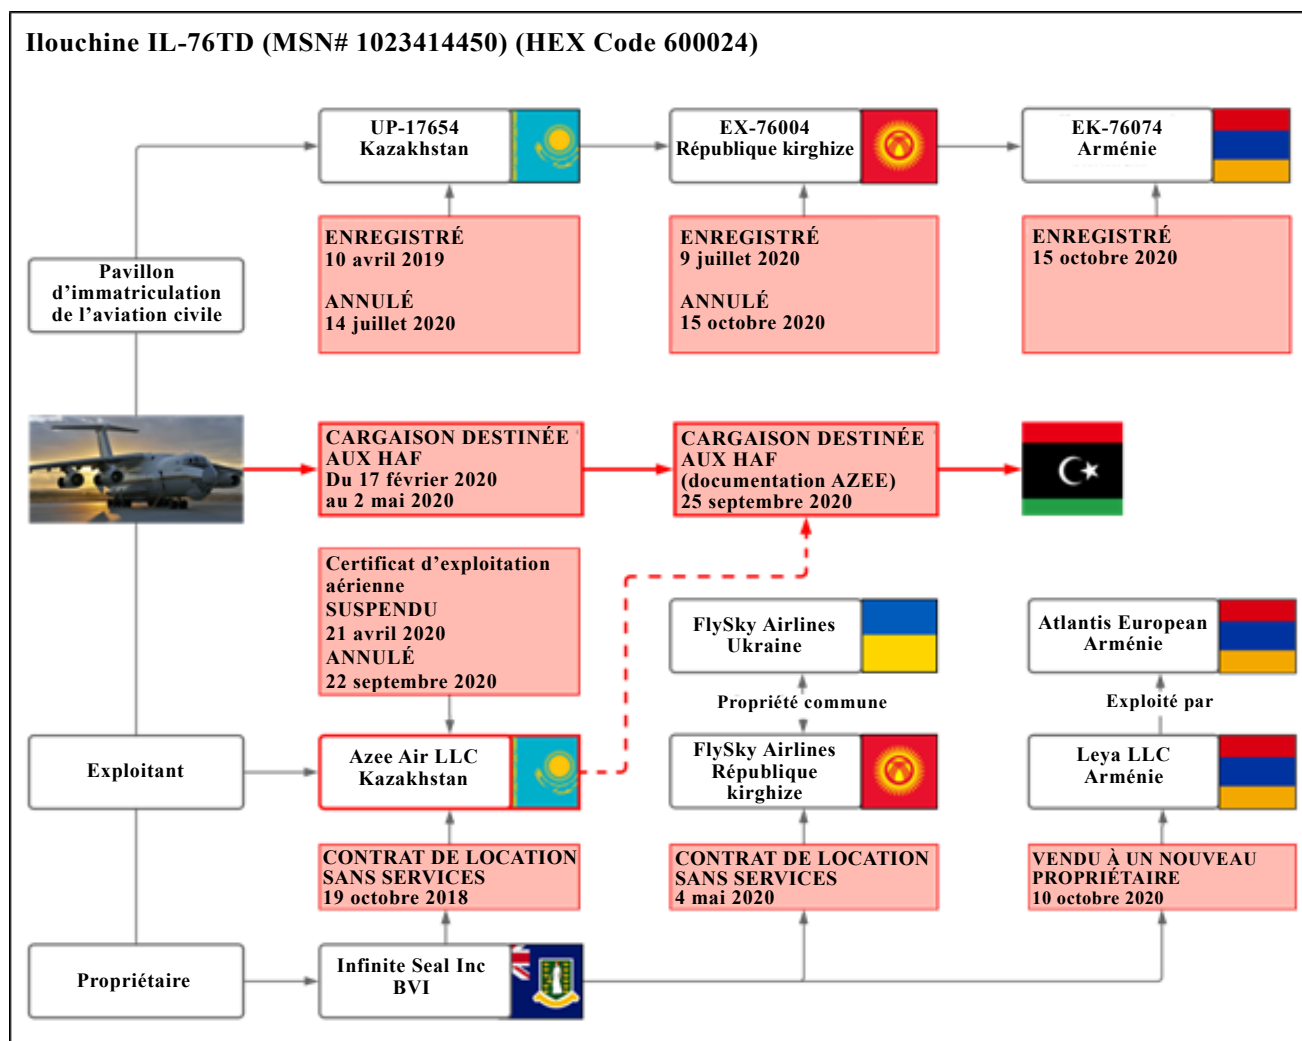 Ilouchine IL-76TD (MSN# 1023414450) (HEX Code 600024)
UP-17654
Kazakhstan
EX-76004
République kirghize
EK-76074
Arménie
Pavillon
d’immatriculation
de l’aviation civile
ENREGISTRÉ
10 avril 2019
ANNULÉ
14 juillet 2020
ENREGISTRÉ
9 juillet 2020
ANNULÉ
15 octobre 2020
ENREGISTRÉ
15 octobre 2020
CARGAISON DESTINÉE
AUX HAF
Du 17 février 2020
au 2 mai 2020
CARGAISON DESTINÉE
AUX HAF
(documentation AZEE)
25 septembre 2020
Certificat d’exploitation
aérienne
SUSPENDU
21 avril 2020
ANNULÉ
22 septembre 2020
FlySky Airlines
Ukraine
Atlantis European
Arménie
Propriété commune
Exploité par
Exploitant
Azee Air LLC
Kazakhstan
FlySky Airlines
République
kirghize
Leya LLC
Arménie
CONTRAT DE LOCATION
SANS SERVICES
19 octobre 2018
CONTRAT DE LOCATION
SANS SERVICES
4 mai 2020
VENDU À UN NOUVEAU
PROPRIÉTAIRE
10 octobre 2020
Propriétaire
Infinite Seal Inc
BVI